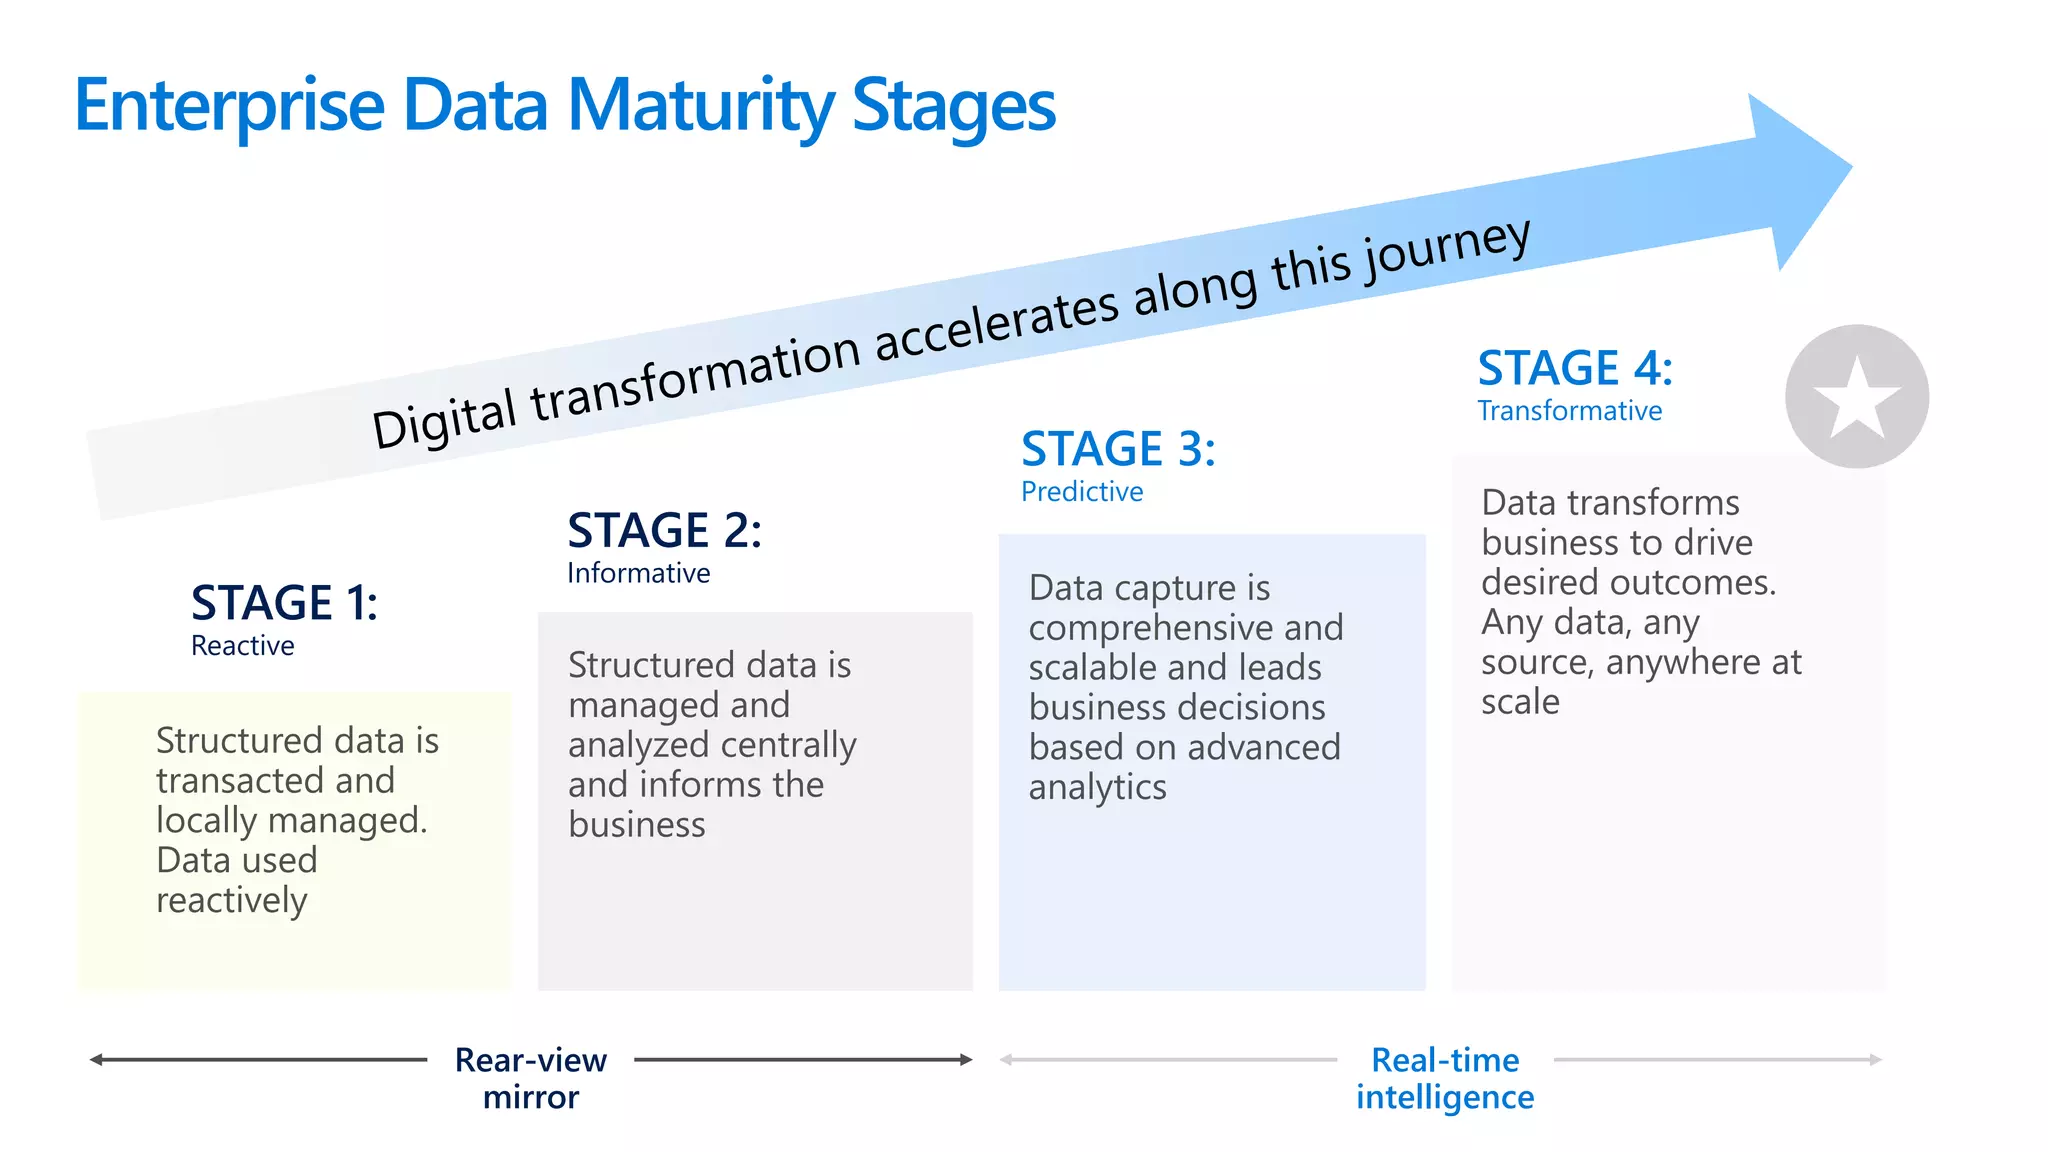 Enterprise Data Maturity Stages
Digital transformation accelerates along this journey
STAGE 1:
Reactive
Structured data is
transacted and
locally managed.
Data used
reactively
STAGE 2:
Informative
Structured data is
managed and
analyzed centrally
and informs the
business
STAGE 3:
Predictive
Data capture is
comprehensive and
scalable and leads
business decisions
based on advanced
analytics
STAGE 4:
Transformative
Data transforms
business to drive
desired outcomes.
Any data, any
source, anywhere at
scale
Rear-view
mirror
Real-time
intelligence